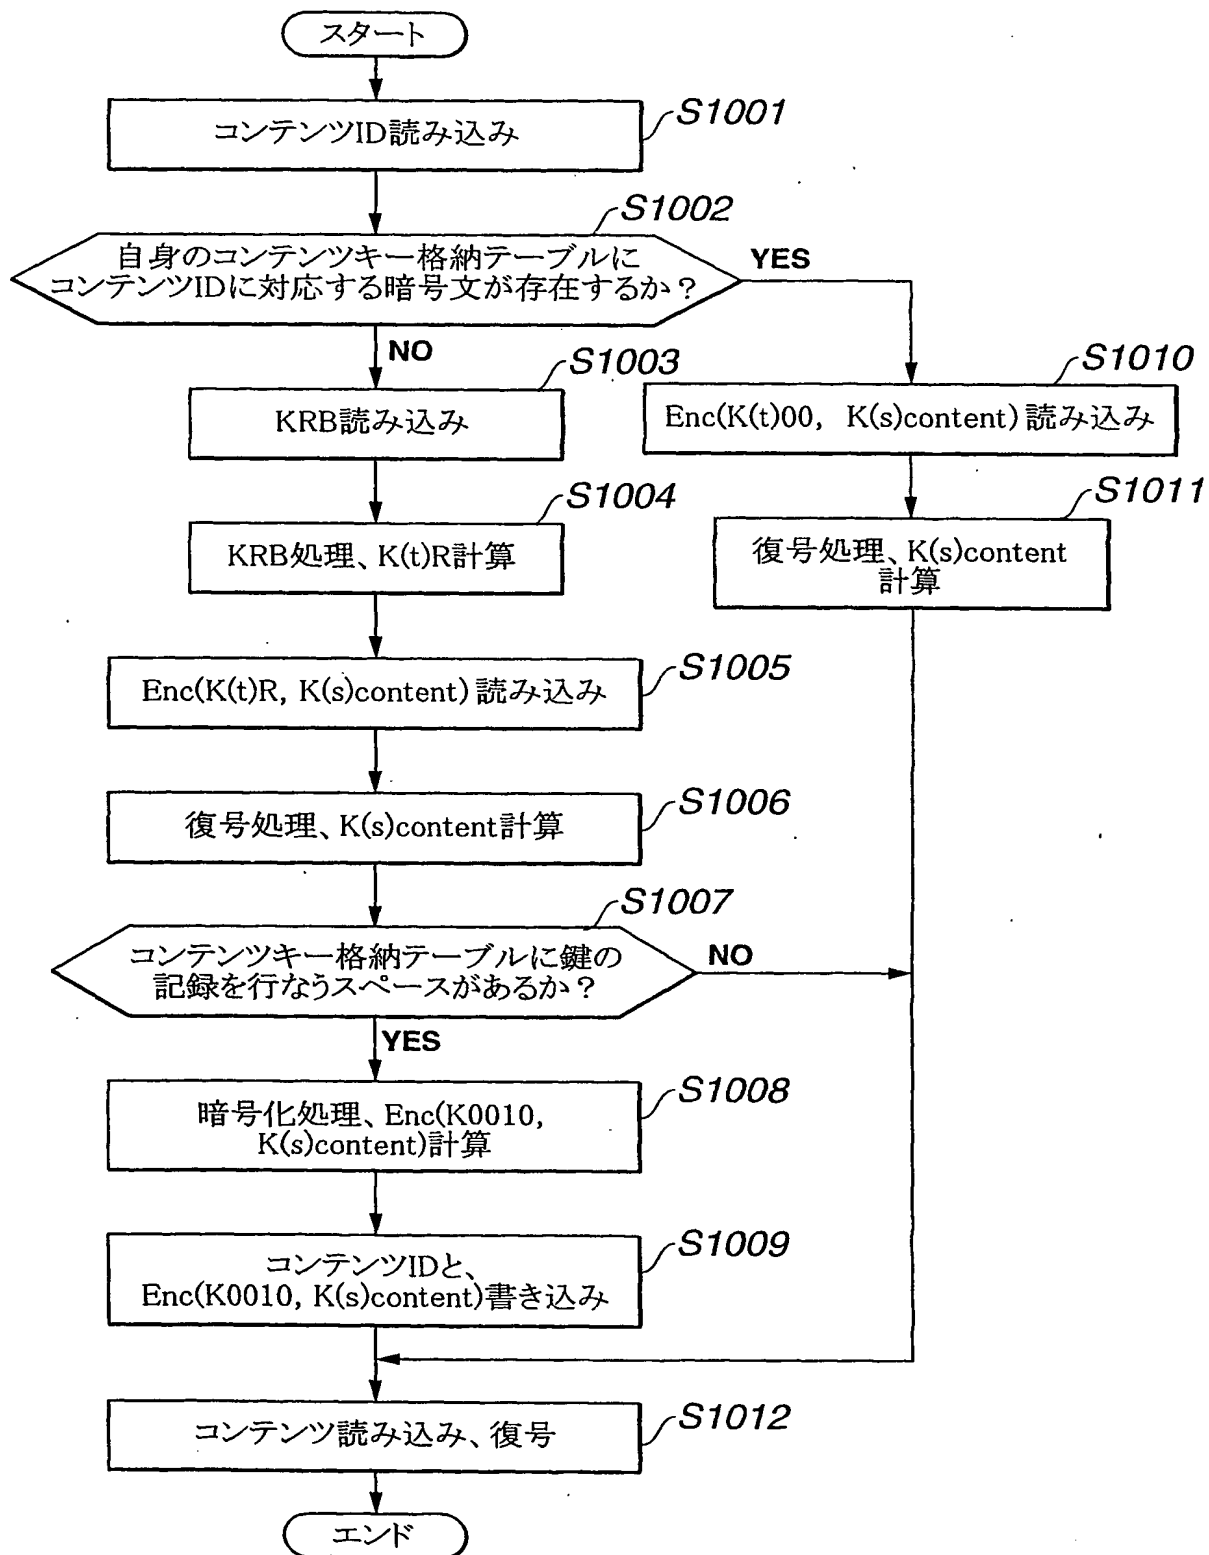 スタート
コンテンツID読み込み
S1001
S1002
自身のコンテンツキー格納テーブルに
コンテンツIDに対応する暗号文が存在するか？
YES
NO
S1003
KRB読み込み
S1010
Enc(K(t)00, K(s)content)読み込み
S1004
KRB処理、K(t)R計算
S1011
復号処理、K(s)content
計算
S1005
Enc(K(t)R, K(s)content)読み込み
S1006
復号処理、K(s)content計算
S1007
コンテンツキー格納テーブルに鍵の
記録を行なうスペースがあるか？
NO
YES
S1008
暗号化処理、Enc(K0010,
K(s)content)計算
S1009
コンテンツIDと、
Enc(K0010, K(s)content)書き込み
S1012
コンテンツ読み込み、復号
エンド